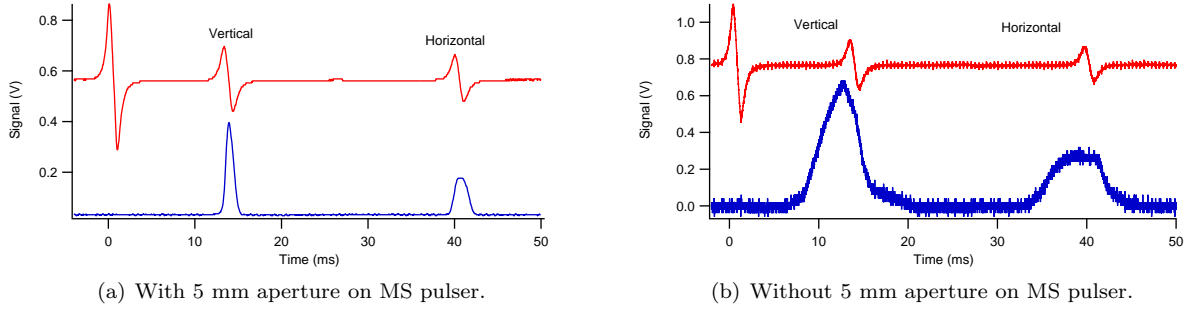 Vertical
Horizontal
Signal (V)
0.8
0.6
0.4
0.2
0
10
20
30
40
50
Time (ms)
(a) With 5 mm aperture on MS pulser.
Vertical
Horizontal
Signal (V)
1.0
0.8
0.6
0.4
0.2
0.0
0
10
20
30
40
50
Time (ms)
(b) Without 5 mm aperture on MS pulser.